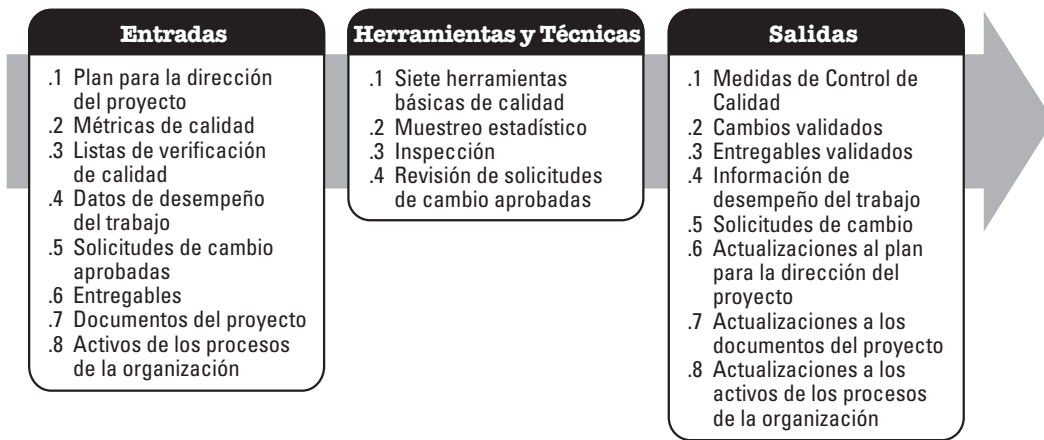 Entradas
.1 Plan para la dirección
del proyecto
.2 Métricas de calidad
.3 Listas de verificación
de calidad
.4 Datos de desempeño
del trabajo
.5 Solicitudes de cambio
aprobadas
.6 Entregables
.7 Documentos del proyecto
.8 Activos de los procesos
de la organización
Herramientas y Técnicas
.1 Siete herramientas
básicas de calidad
.2 Muestreo estadístico
.3 Inspección
.4 Revisión de solicitudes
de cambio aprobadas
Salidas
.1 Medidas de Control de
Calidad
.2 Cambios validados
.3 Entregables validados
.4 Información de
desempeño del trabajo
.5 Solicitudes de cambio
.6 Actualizaciones al plan
para la dirección del
proyecto
.7 Actualizaciones a los
documentos del proyecto
.8 Actualizaciones a los
activos de los procesos
de la organización